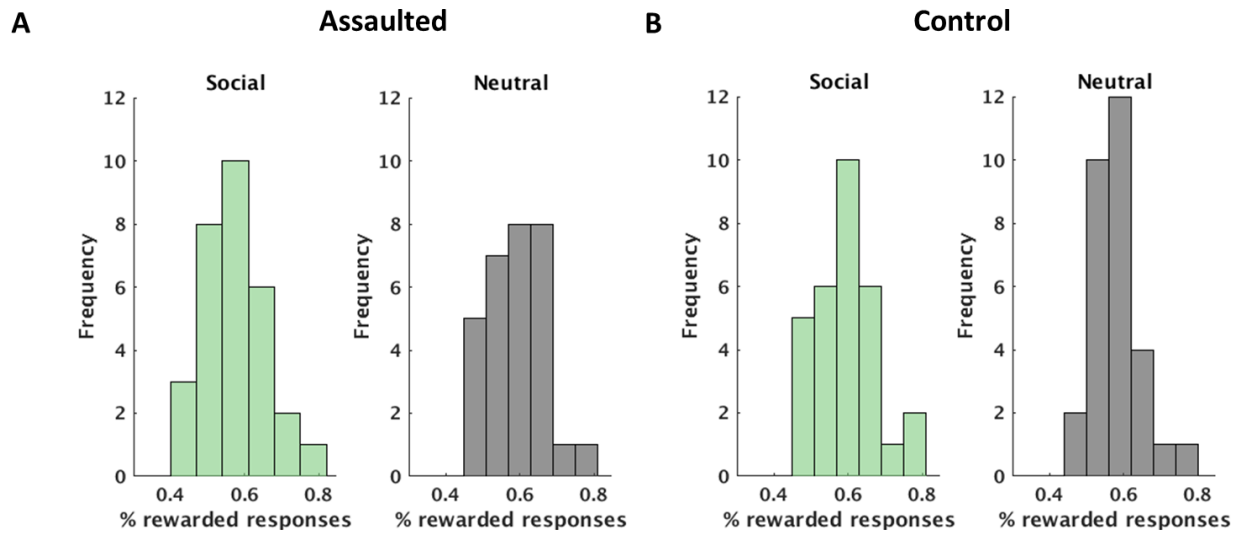 A Assaulted B Control
Social Neutral Social Neutral
12 12 12 12
10 10 10 10
8 8 8 8
6 6 6 6
4 4 4 4
2 2 2 2
0 0 0 0
Frequency Frequency Frequency Frequency
0.4 0.6 0.8 0.4 0.6 0.8 0.4 0.6 0.8 0.4 0.6 0.8
% rewarded responses % rewarded responses % rewarded responses % rewarded responses